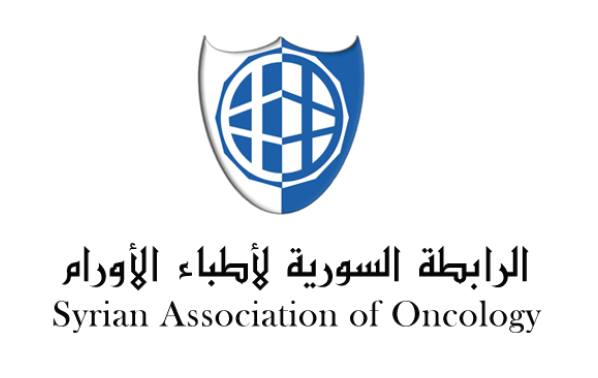 الرابطة السورية لأطباء الأورام
Syrian Association of Oncology